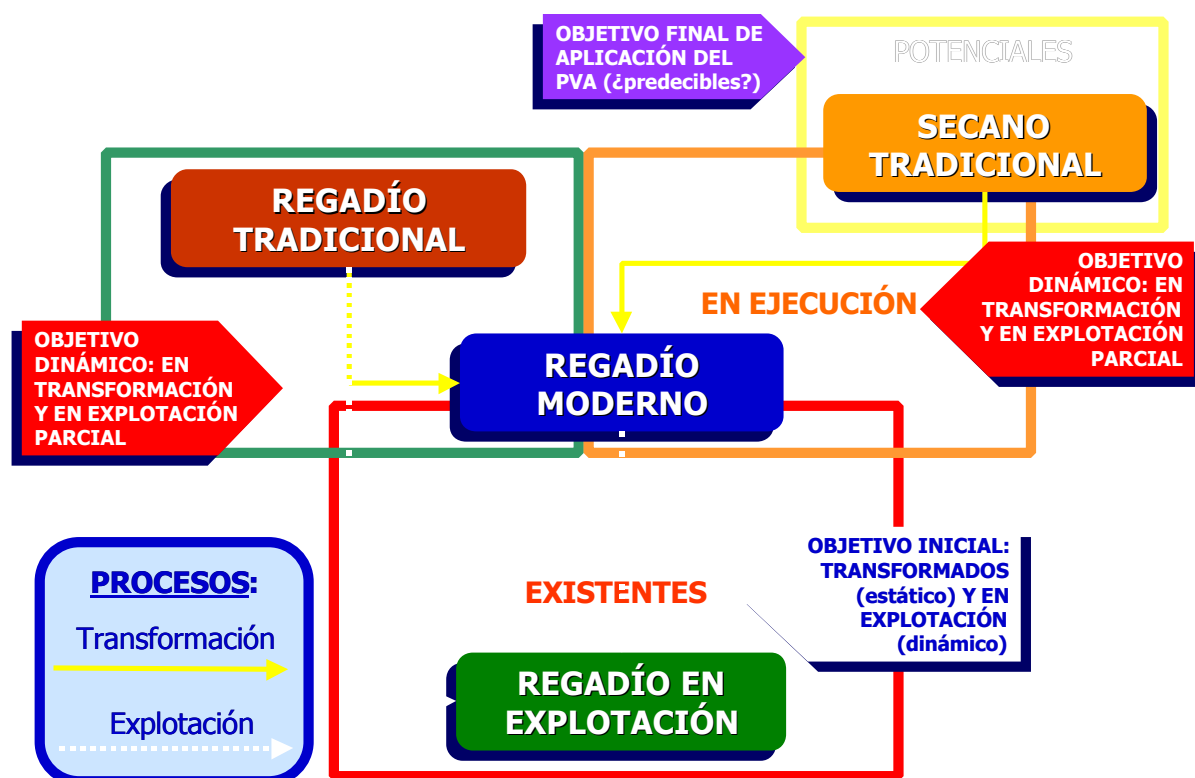 OBJETIVO FINAL DE
APLICACIÓN DEL
PVA (¿predecibles?)
POTENCIALES
SECANO
TRADICIONAL
REGADÍO
TRADICIONAL
OBJETIVO
DINÁMICO: EN
TRANSFORMACIÓN
Y EN EXPLOTACIÓN
PARCIAL
EN EJECUCIÓN
OBJETIVO
DINÁMICO: EN
TRANSFORMACIÓN
Y EN EXPLOTACIÓN
PARCIAL
REGADÍO
MODERNO
OBJETIVO INICIAL:
TRANSFORMADOS
(estático) Y EN
EXPLOTACIÓN
(dinámico)
EXISTENTES
PROCESOS:
Transformación
Explotación
REGADÍO EN
EXPLOTACIÓN